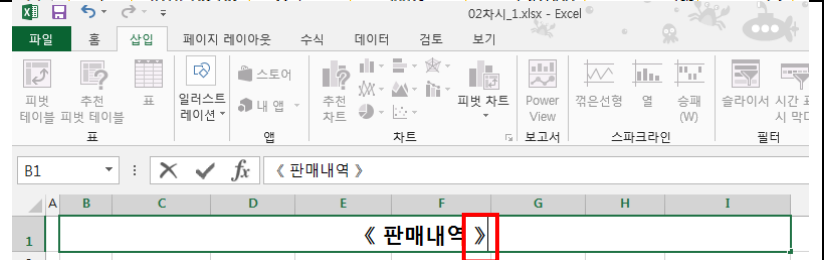 02차시_1.xlsx - Excel
파일 홈 삽입 페이지 레이아웃 수식 데이터 검토 보기
피벗 테이블
추천 피벗 테이블
표
일러스트레이션
스토어
내 앱
추천 차트
피벗 차트
Power View
꺾은선형
열
승패 (W)
슬라이서
시간
표 앱 차트 보고서 스파크라인 필터
B1 fx 《 판매내역 》
A B C D E F G H I
1 《 판매내역 》